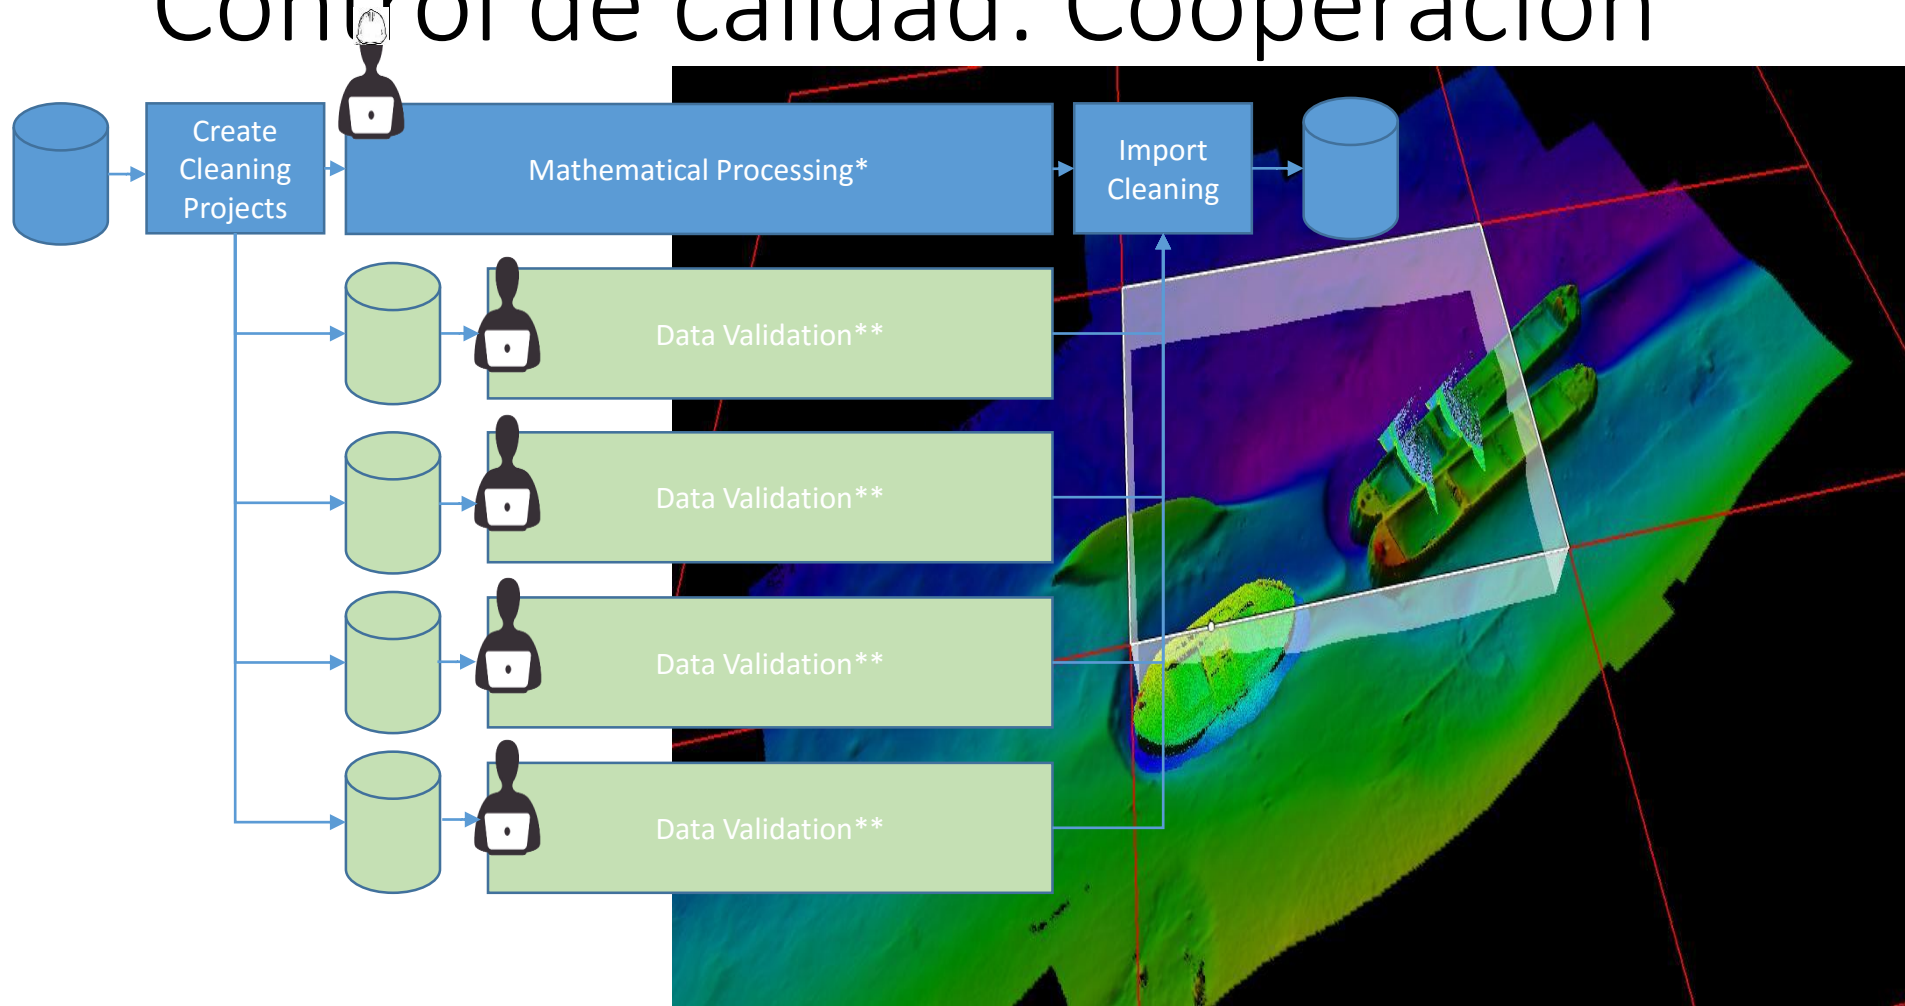 Control de calidad. Cooperación
Create
Cleaning
Projects
Mathematical Processing*
Import
Cleaning
Data Validation**
Data Validation**
Data Validation**
Data Validation**